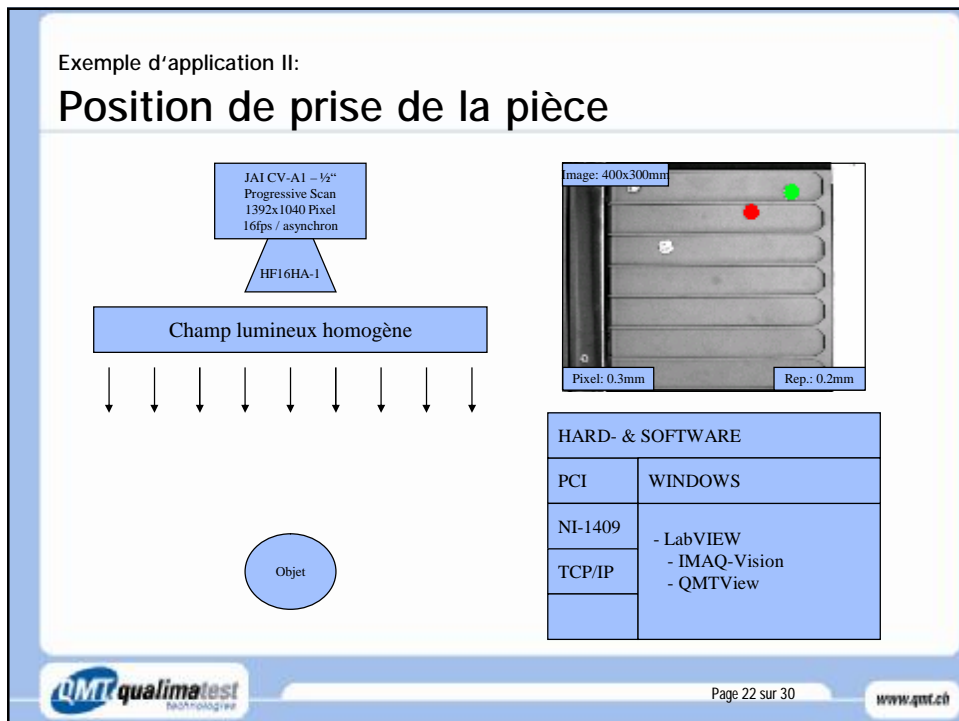 Exemple d‘application II:
Position de prise de la pièce
JAI CV-A1 – ½“
Progressive Scan
1392x1040 Pixel
16fps / asynchron
HF16HA-1
Champ lumineux homogène
Objet
Image: 400x300mm
Pixel: 0.3mm
Rep.: 0.2mm
HARD- & SOFTWARE
PCI
WINDOWS
NI-1409
TCP/IP
- LabVIEW
- IMAQ-Vision
- QMTView
QMT qualimatest
technologies
Page 22 sur 30
www.qmt.ch